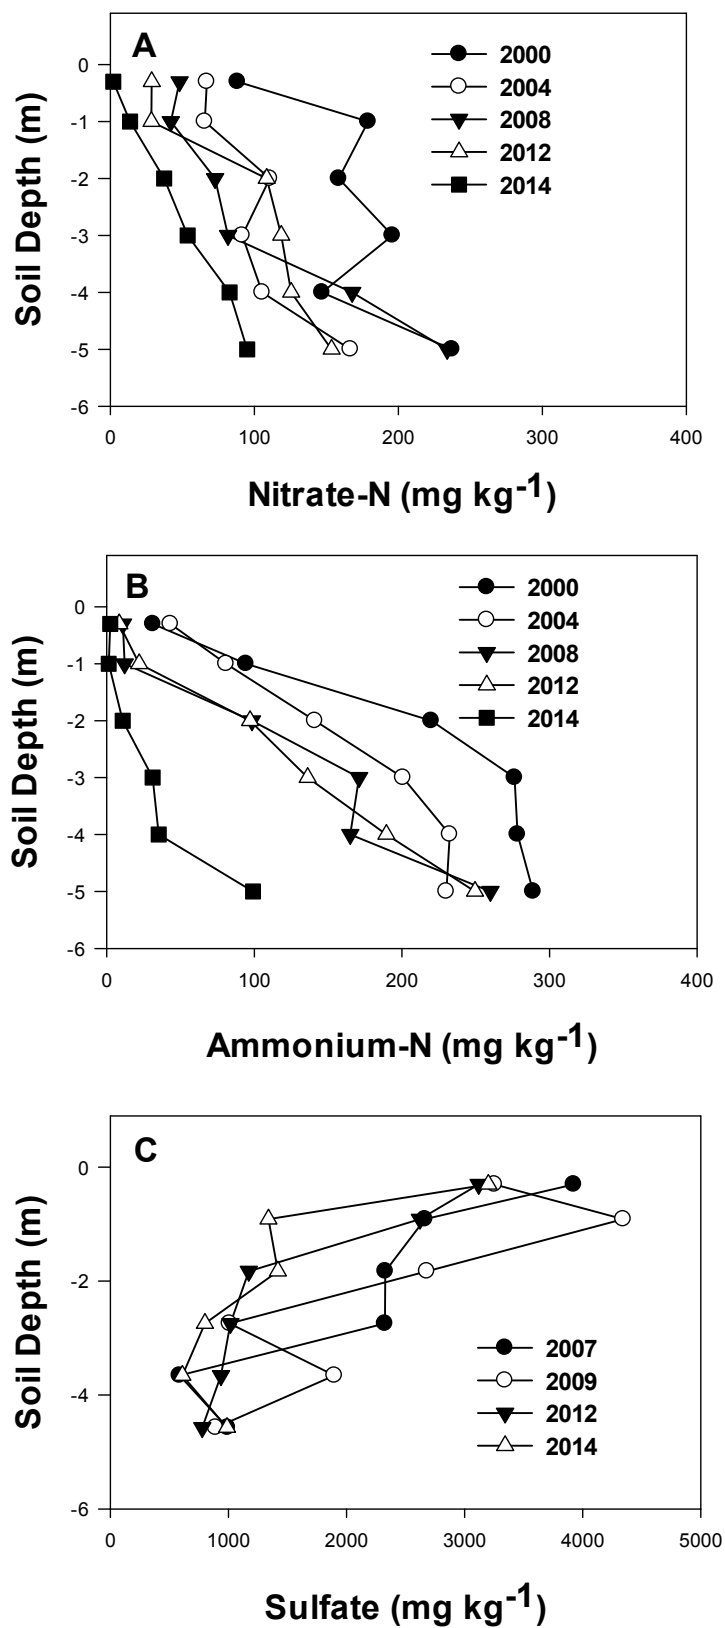 A
2000
2004
2008
2012
2014
0
-1
-2
-3
-4
-5
-6
0 100 200 300 400
Soil Depth (m)
Nitrate-N (mg kg-1)
B
2000
2004
2008
2012
2014
0
-1
-2
-3
-4
-5
-6
0 100 200 300 400
Soil Depth (m)
Ammonium-N (mg kg-1)
C
2007
2009
2012
2014
0
-2
-4
-6
0 1000 2000 3000 4000 5000
Soil Depth (m)
Sulfate (mg kg-1)